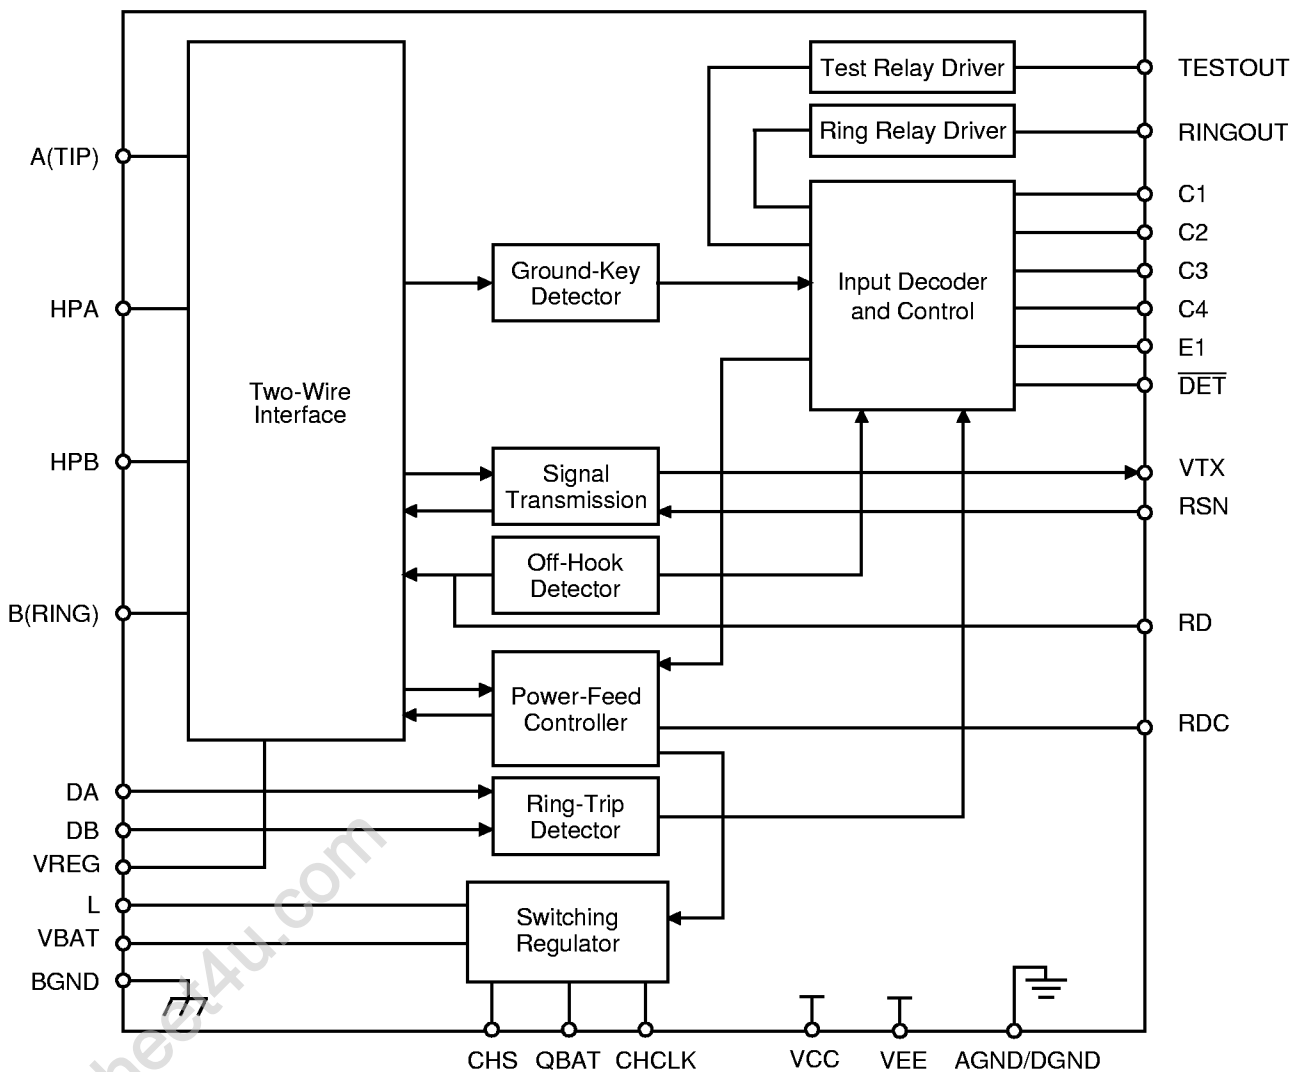 Test Relay Driver
TESTOUT
Ring Relay Driver
RINGOUT
A(TIP)
C1
C2
Ground-Key
Detector
Input Decoder
and Control
C3
HPA
C4
E1
DET
Two-Wire
Interface
HPB
Signal
Transmission
VTX
RSN
Off-Hook
Detector
B(RING)
RD
Power-Feed
Controller
RDC
DA
Ring-Trip
Detector
DB
VREG
L
Switching
Regulator
VBAT
BGND
heet4u.com
CHS
QBAT
CHCLK
VCC
VEE
AGND/DGND